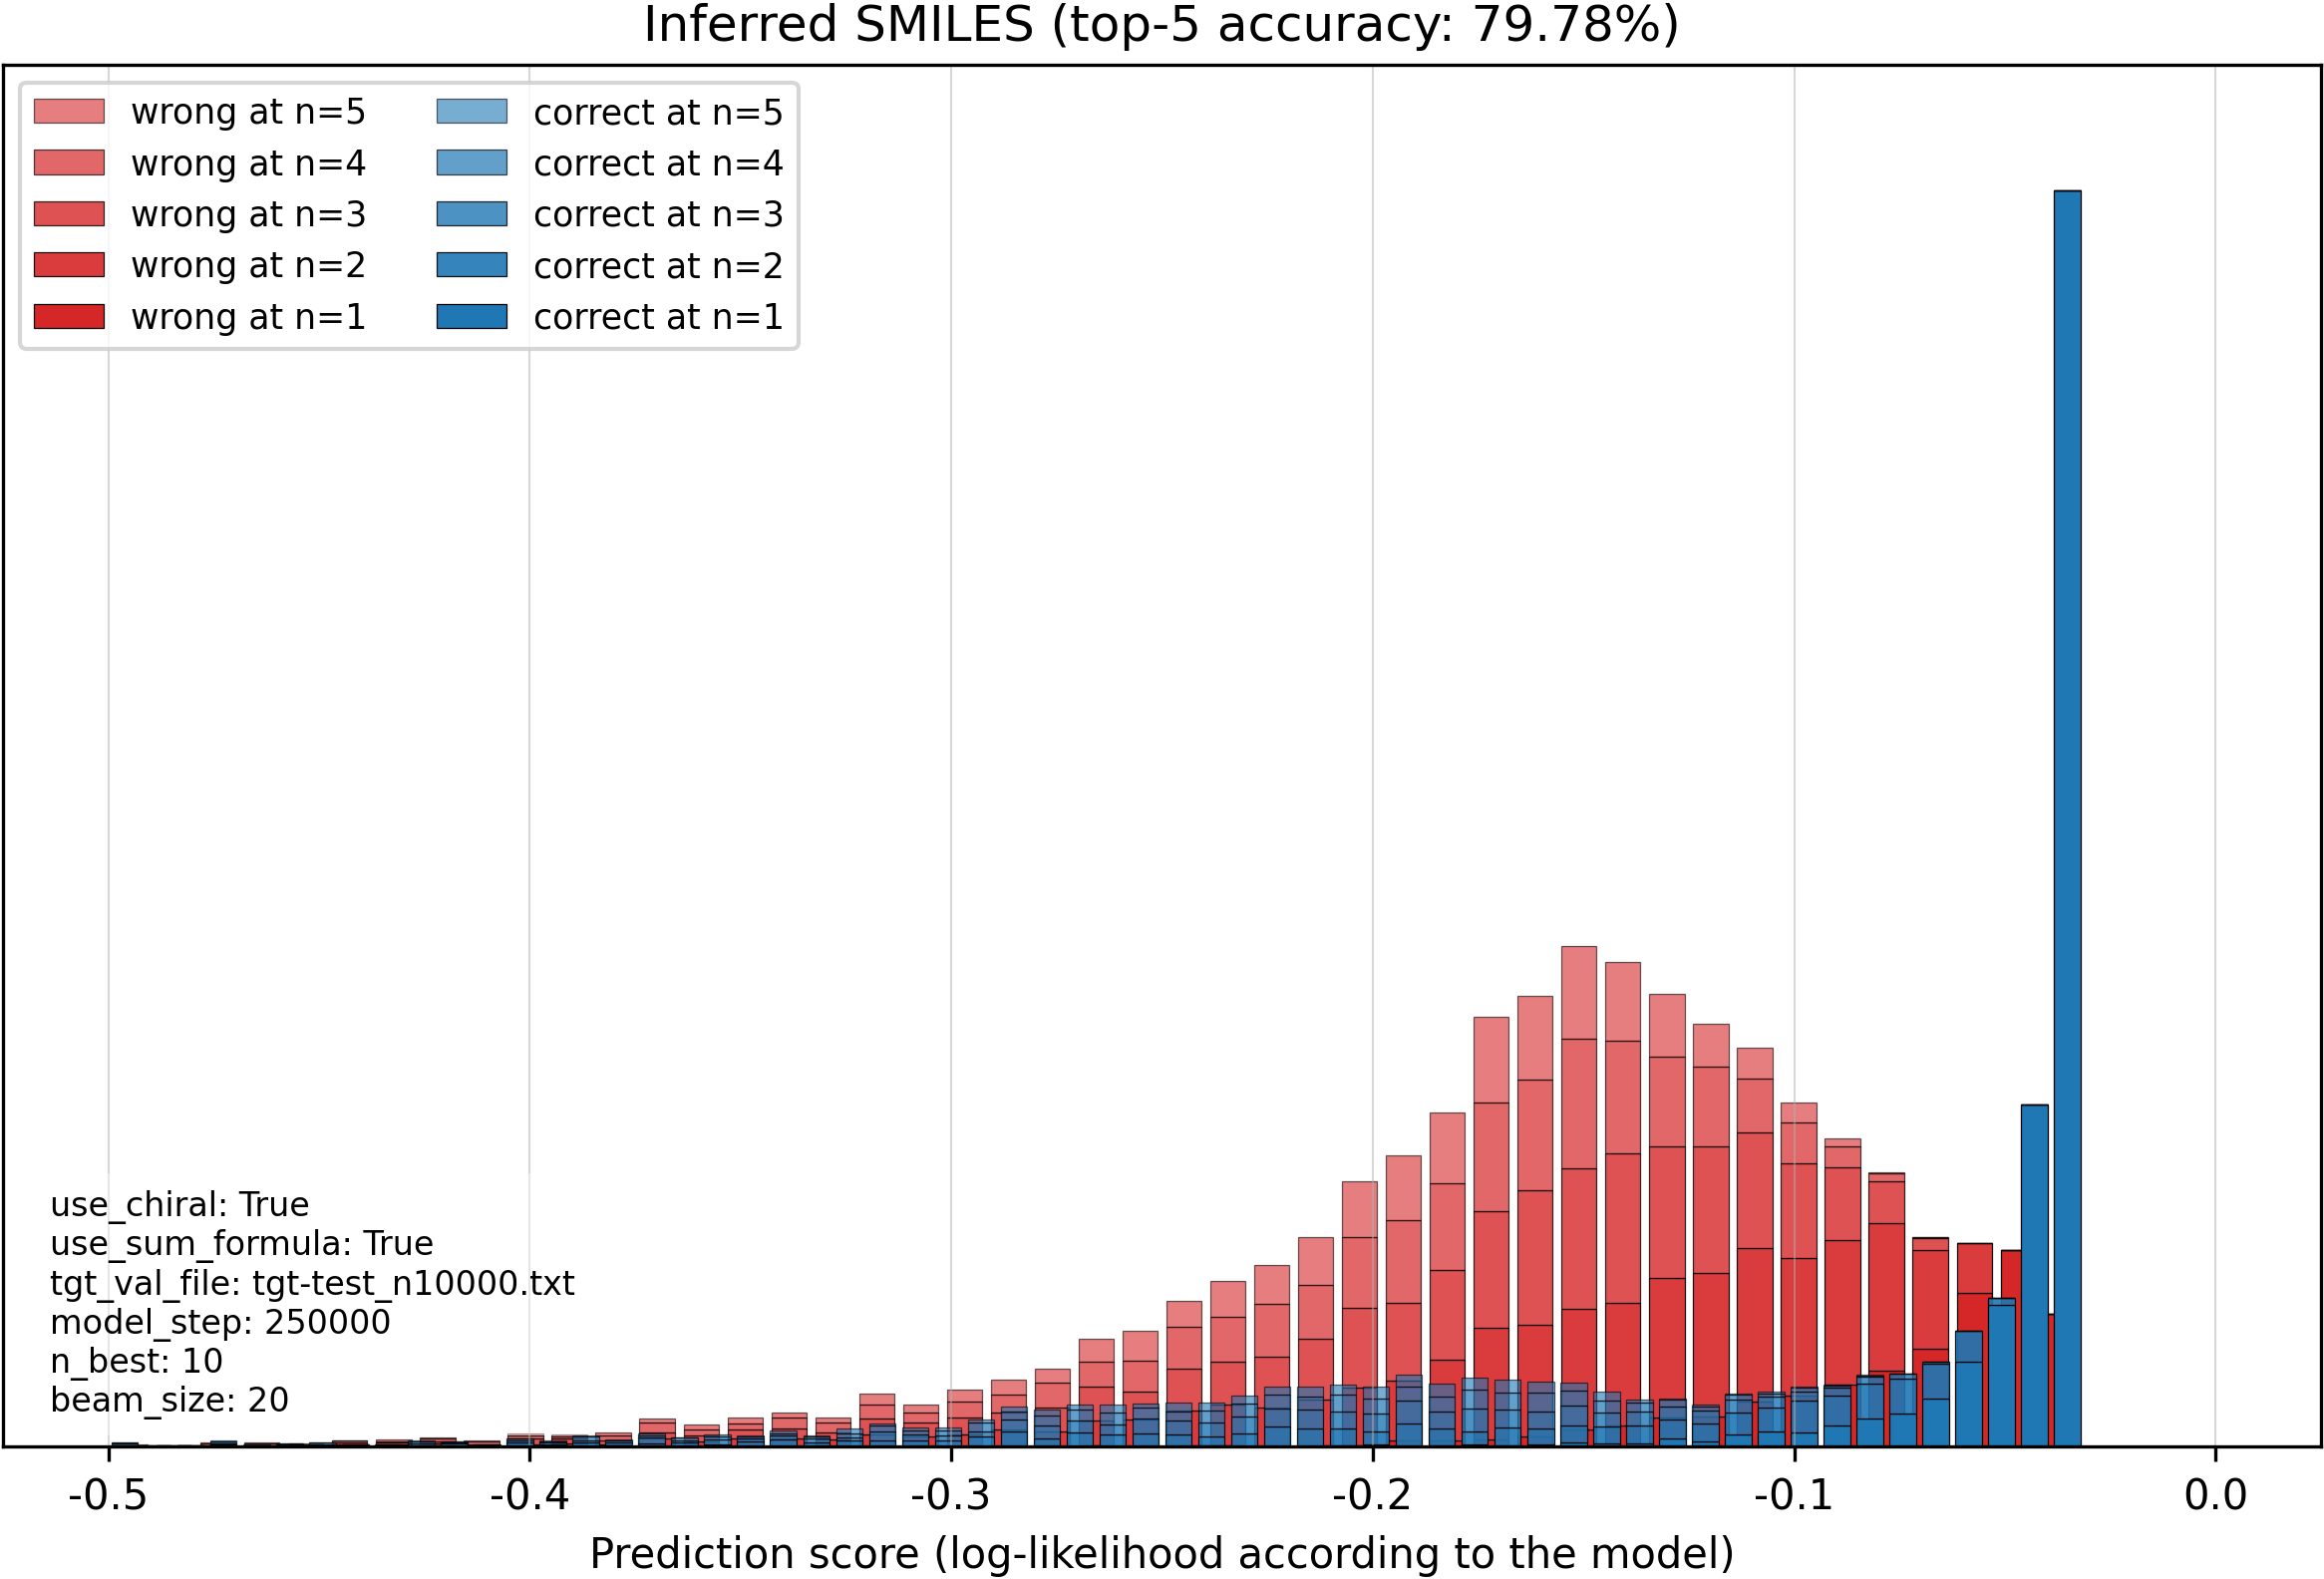 Inferred SMILES (top-5 accuracy: 79.78%)
wrong at n=5
wrong at n=4
wrong at n=3
wrong at n=2
wrong at n=1
correct at n=5
correct at n=4
correct at n=3
correct at n=2
correct at n=1
use_chiral: True
use_sum_formula: True
tgt_val_file: tgt-test_n10000.txt
model_step: 250000
n_best: 10
beam_size: 20
-0.5 -0.4 -0.3 -0.2 -0.1 0.0
Prediction score (log-likelihood according to the model)